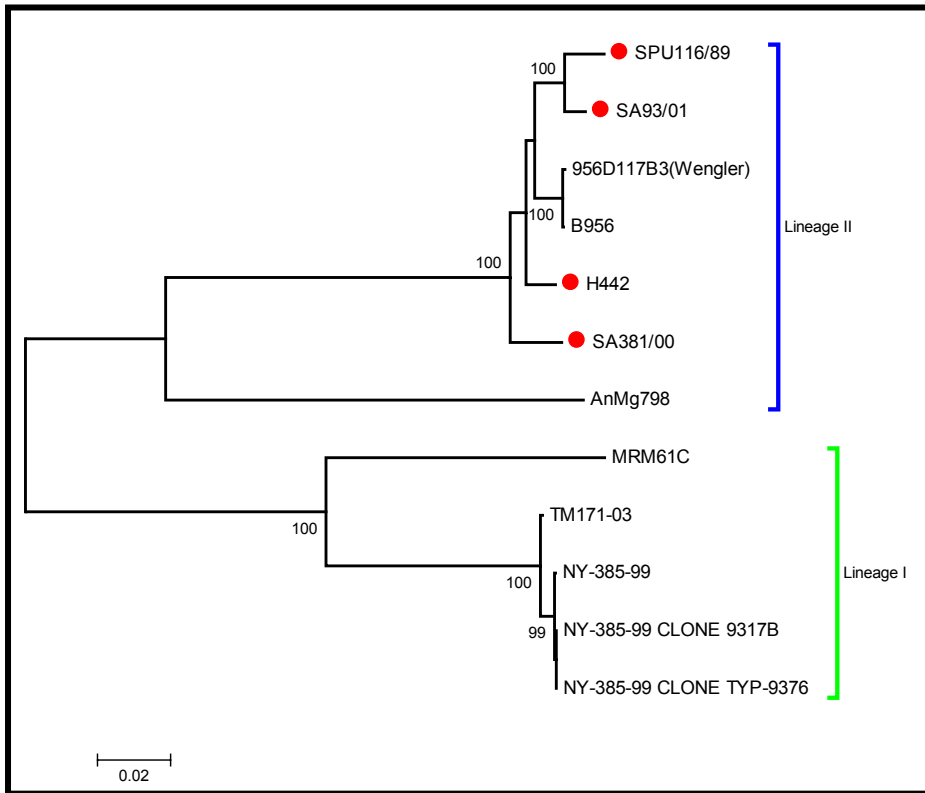 SPU116/89
100
SA93/01
956D117B3(Wengler)
100
B956
Lineage II
100
H442
SA381/00
AnMg798
MRM61C
TM171-03
100
NY-385-99
Lineage I
100
NY-385-99 CLONE 9317B
99
NY-385-99 CLONE TYP-9376
0.02